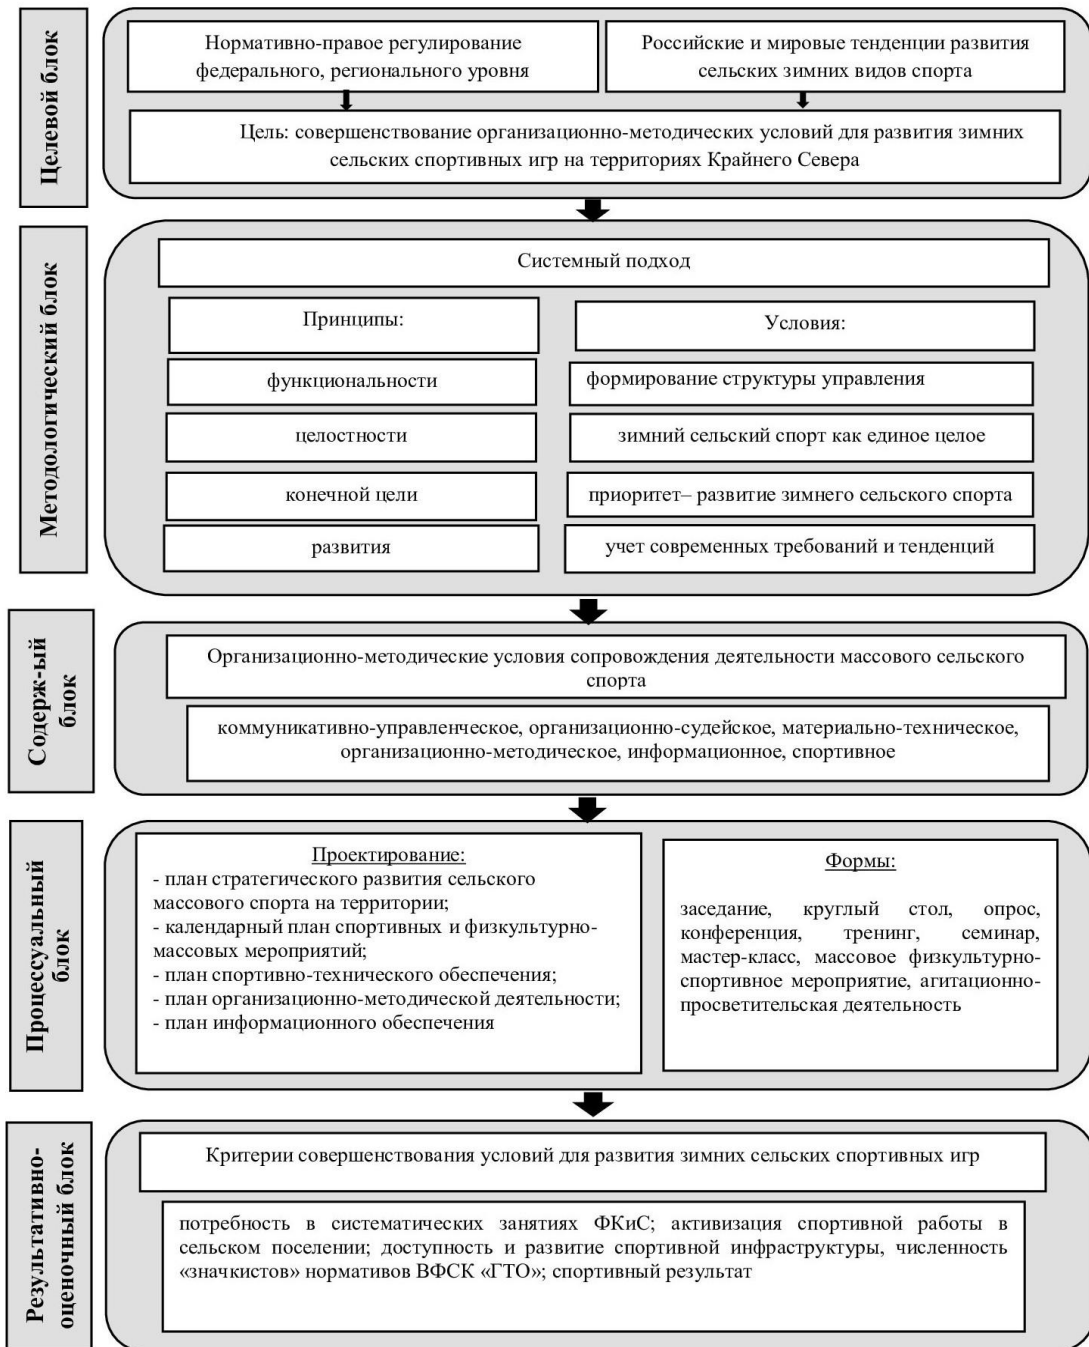 Целевой блок
Нормативно-правое регулирование
федерального, регионального уровня
Российские и мировые тенденции развития
сельских зимних видов спорта
Цель: совершенствование организационно-методических условий для развития зимних
сельских спортивных игр на территориях Крайнего Севера
Методологический блок
Системный подход
Принципы:
Условия:
функциональности
формирование структуры управления
целостности
зимний сельский спорт как единое целое
конечной цели
приоритет– развитие зимнего сельского спорта
развития
учет современных требований и тенденций
Содерж-ый
блок
Организационно-методические условия сопровождения деятельности массового сельского
спорта
коммуникативно-управленческое, организационно-судейское, материально-техническое,
организационно-методическое, информационное, спортивное
Процессуальный
блок
Проектирование:
- план стратегического развития сельского
массового спорта на территории;
- календарный план спортивных и физкультурно-
массовых мероприятий;
- план спортивно-технического обеспечения;
- план организационно-методической деятельности;
- план информационного обеспечения
Формы:
заседание, круглый стол, опрос,
конференция, тренинг, семинар,
мастер-класс, массовое физкультурно-
спортивное мероприятие, агитационно-
просветительская деятельность
Результативно-
оценочный блок
Критерии совершенствования условий для развития зимних сельских спортивных игр
потребность в систематических занятиях ФКиС; активизация спортивной работы в
сельском поселении; доступность и развитие спортивной инфраструктуры, численность
«значкистов» нормативов ВФСК «ГТО»; спортивный результат